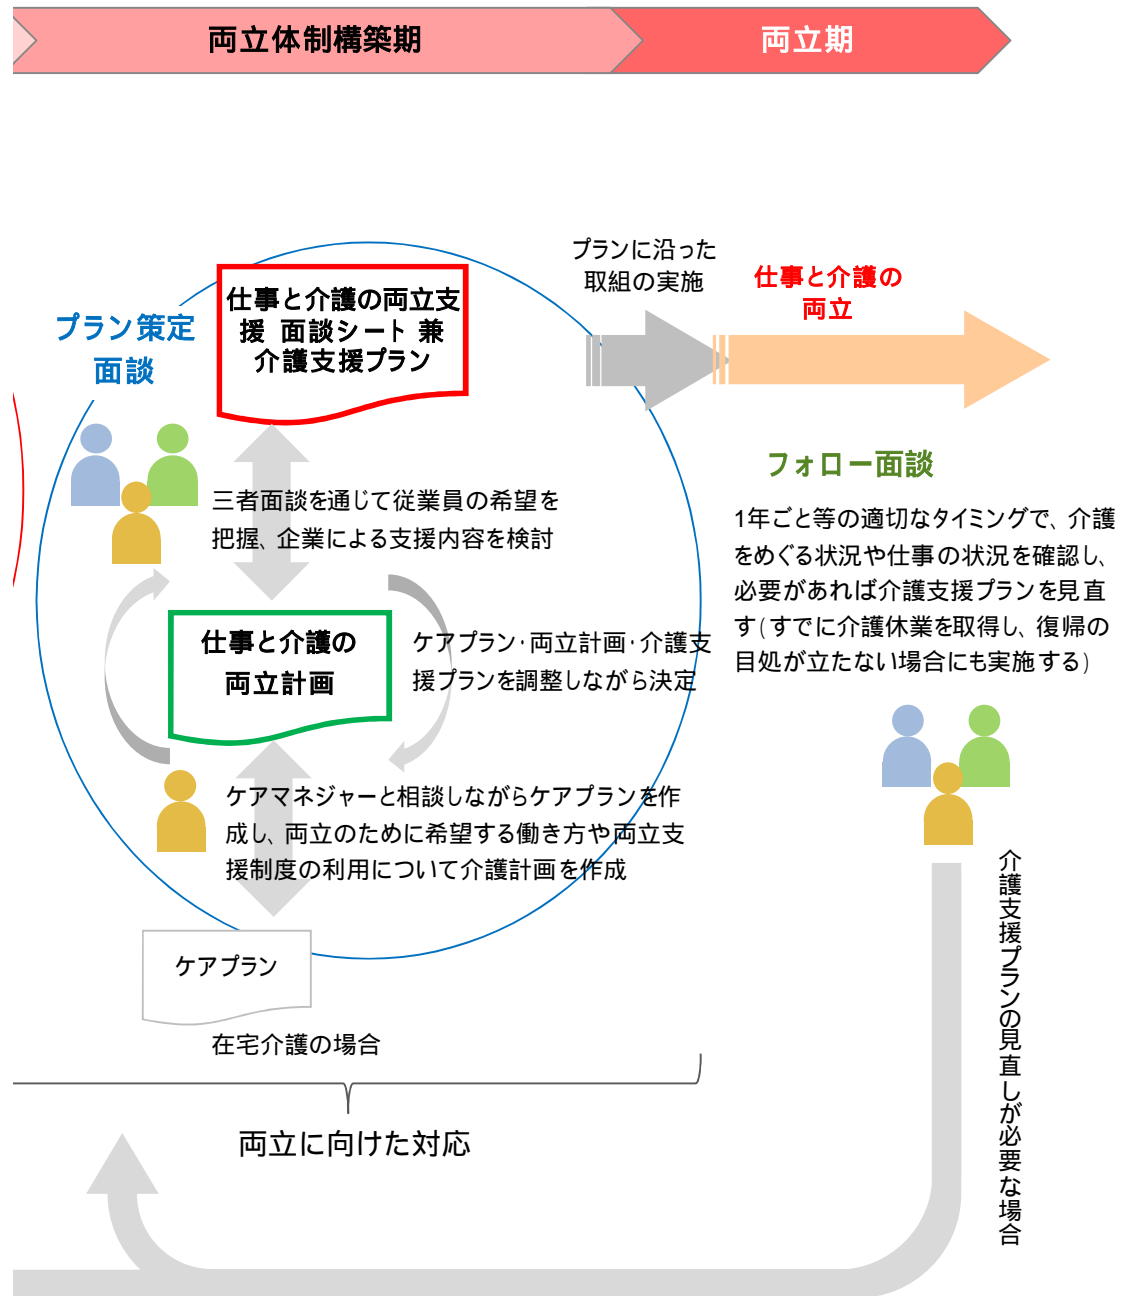 両立体制構築期
両立期
プラン策定
面談
仕事と介護の両立支
援 面談シート 兼
介護支援プラン
三者面談を通じて従業員の希望を
把握、企業による支援内容を検討
仕事と介護の
両立計画
ケアプラン・両立計画・介護支
援プランを調整しながら決定
ケアマネジャーと相談しながらケアプランを作
成し、両立のために希望する働き方や両立支
援制度の利用について介護計画を作成
ケアプラン
在宅介護の場合
両立に向けた対応
プランに沿った
取組の実施
仕事と介護の
両立
フォロー面談
1年ごと等の適切なタイミングで、介護
をめぐる状況や仕事の状況を確認し、
必要があれば介護支援プランを見直
す(すでに介護休業を取得し、復帰の
目処が立たない場合にも実施する)
介護支援プランの見直しが必要な場合